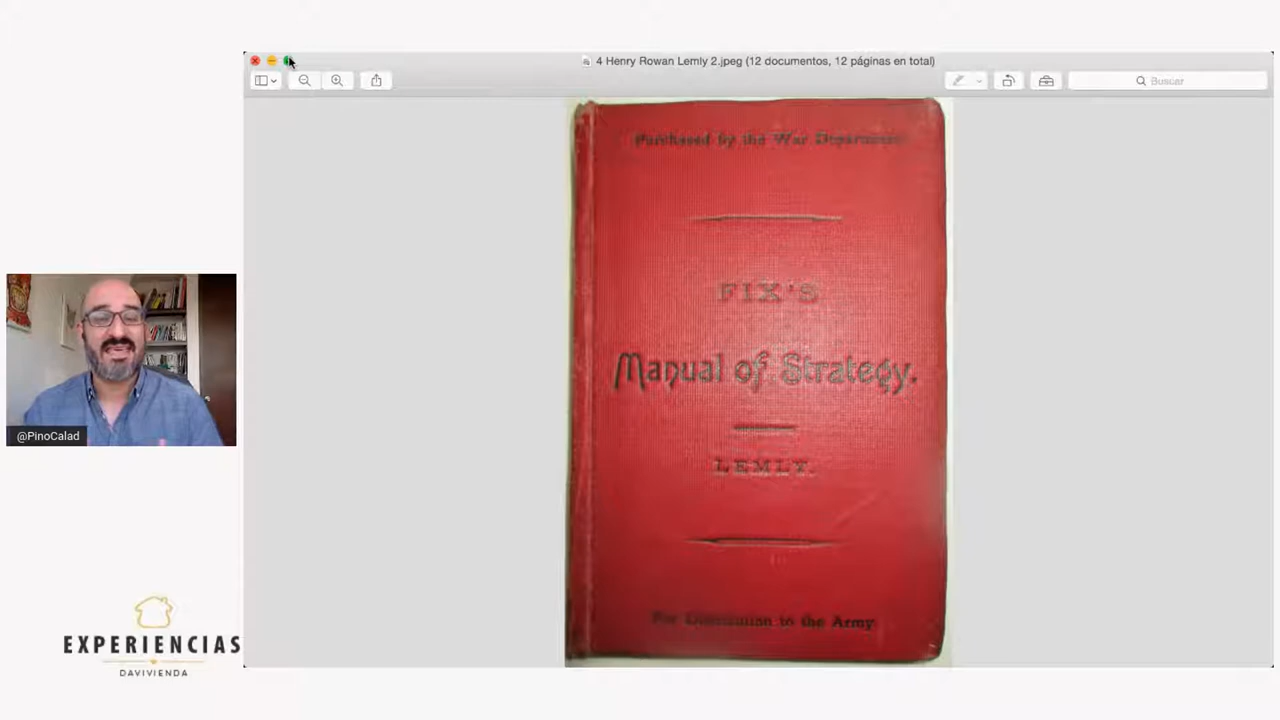 4 Henry Rowan Lemly 2.jpeg (12 documentos, 12 páginas en total)
Buscar
Purchased by the War Department
FIX'S
Manual of Strategy.
LEMLY.
For Distribution to the Army.
@PinoCalad
EXPERIENCIAS
DAVIVIENDA